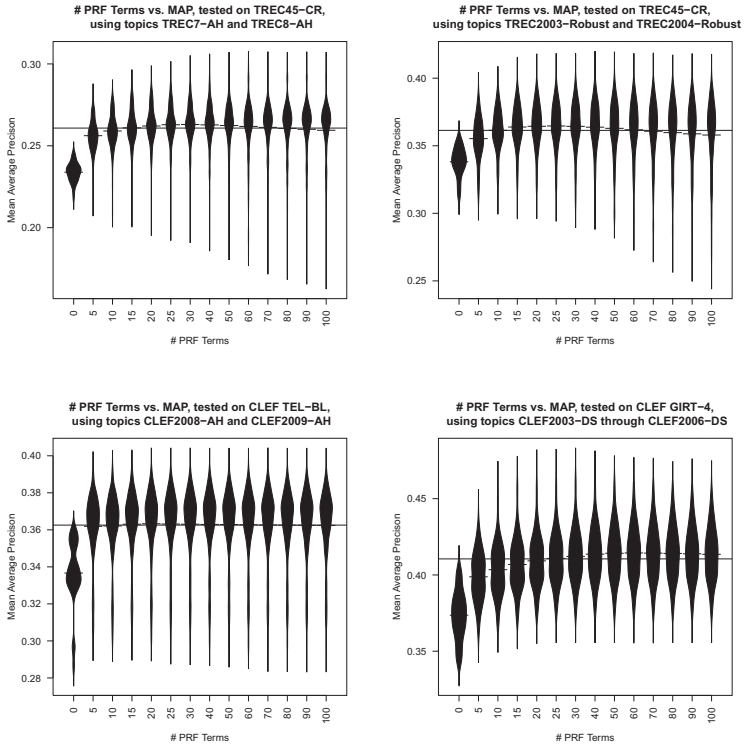 # PRF Terms vs. MAP, tested on TREC45−CR,
using topics TREC7−AH and TREC8−AH
Mean Average Precison
0.30
0.25
0.20
0 5 10 15 20 25 30 40 50 60 70 80 90 100
# PRF Terms
# PRF Terms vs. MAP, tested on TREC45−CR,
using topics TREC2003−Robust and TREC2004−Robust
Mean Average Precison
0.40
0.35
0.30
0.25
0 5 10 15 20 25 30 40 50 60 70 80 90 100
# PRF Terms
# PRF Terms vs. MAP, tested on CLEF TEL−BL,
using topics CLEF2008−AH and CLEF2009−AH
Mean Average Precison
0.40
0.38
0.36
0.34
0.32
0.30
0.28
0 5 10 15 20 25 30 40 50 60 70 80 90 100
# PRF Terms
# PRF Terms vs. MAP, tested on CLEF GIRT−4,
using topics CLEF2003−DS through CLEF2006−DS
Mean Average Precison
0.45
0.40
0.35
0 5 10 15 20 25 30 40 50 60 70 80 90 100
# PRF Terms